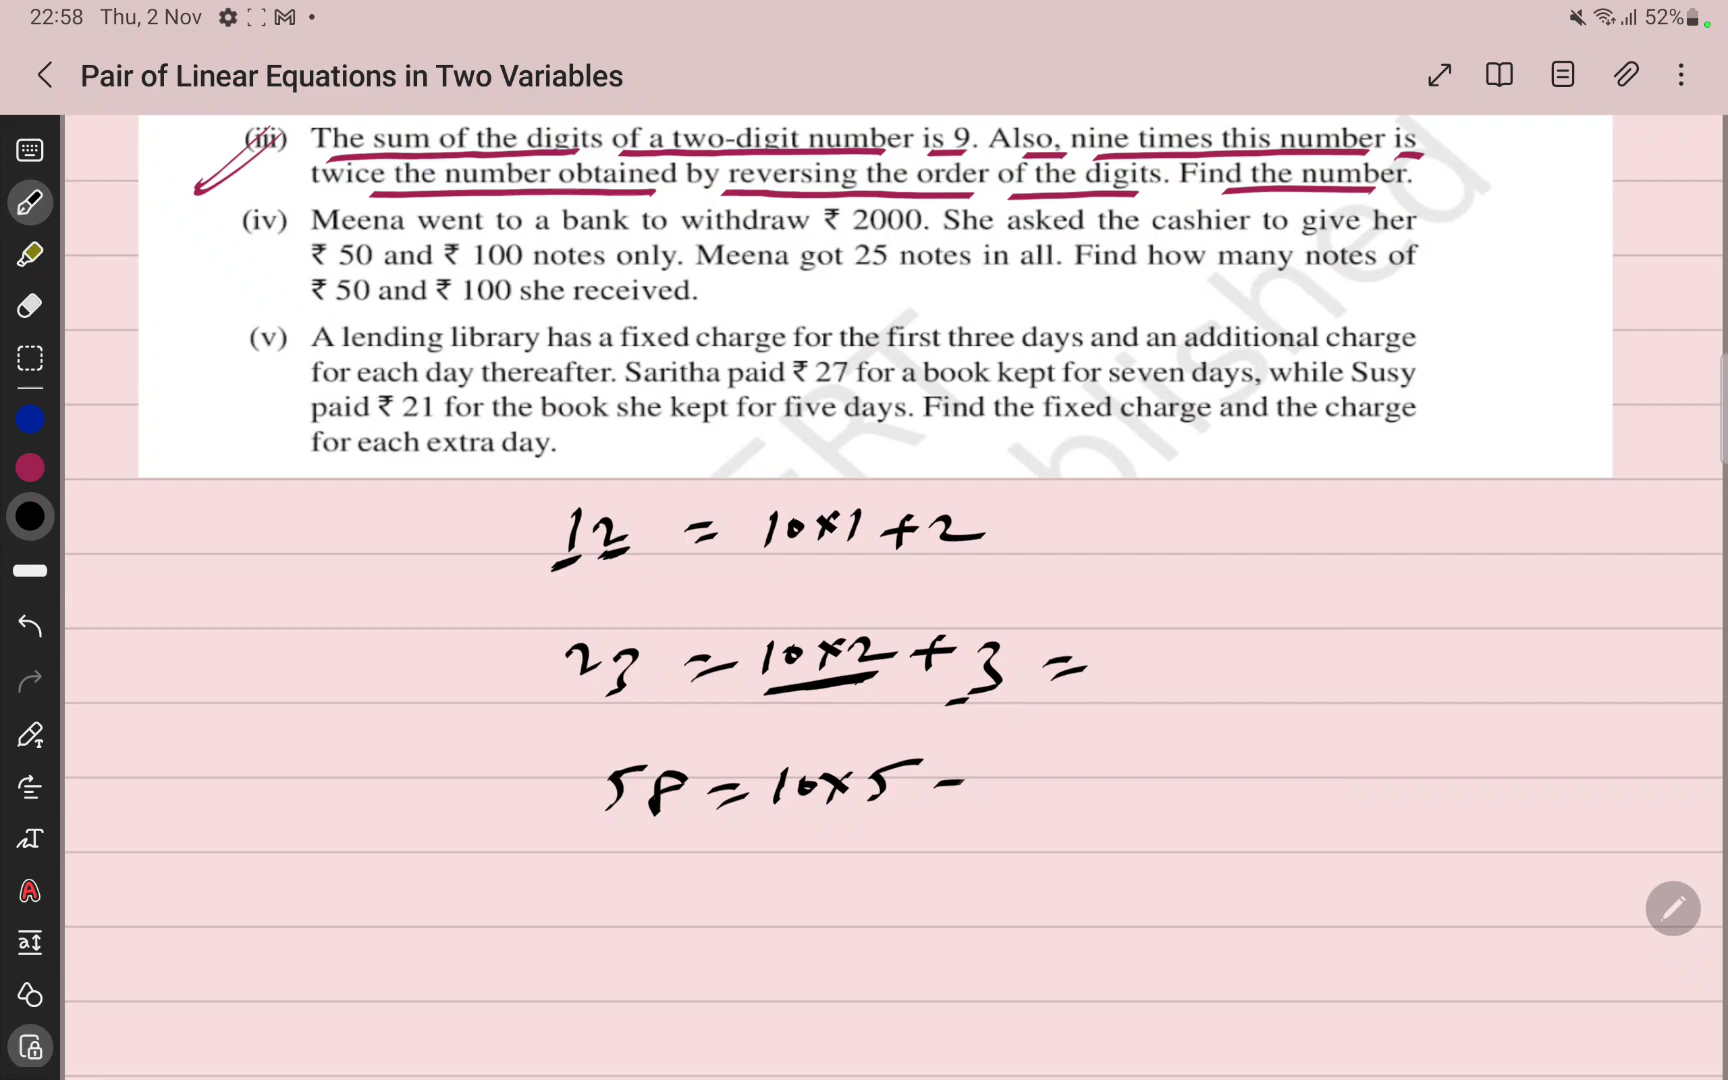 22:58 Thu, 2 Nov 52%
Pair of Linear Equations in Two Variables
(iii) The sum of the digits of a two-digit number is 9. Also, nine times this number is
twice the number obtained by reversing the order of the digits. Find the number.
(iv) Meena went to a bank to withdraw ₹ 2000. She asked the cashier to give her
₹ 50 and ₹ 100 notes only. Meena got 25 notes in all. Find how many notes of
₹ 50 and ₹ 100 she received.
(v) A lending library has a fixed charge for the first three days and an additional charge
for each day thereafter. Saritha paid ₹ 27 for a book kept for seven days, while Susy
paid ₹ 21 for the book she kept for five days. Find the fixed charge and the charge
for each extra day.
12 = 10×1+2
23 = 10×2+3 =
58 = 10×5 -